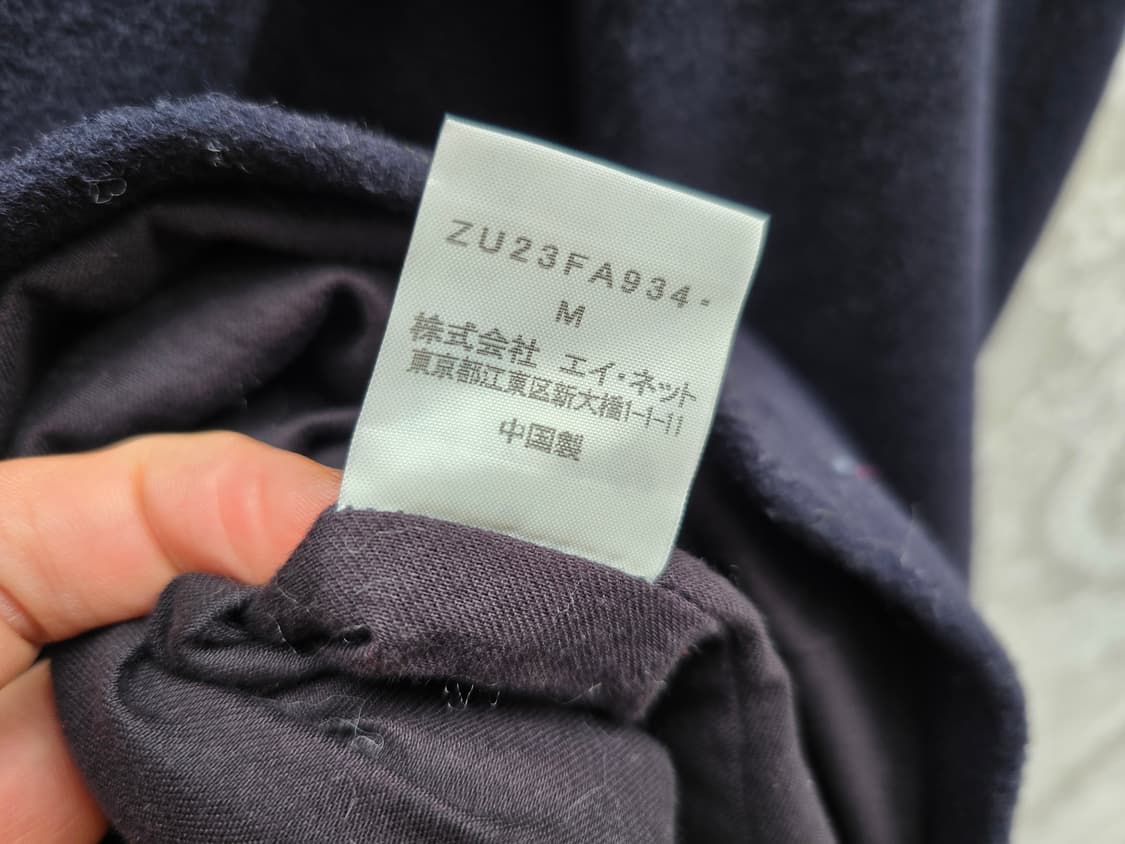 ZU23FA934-
M
株式会社 エイ・ネット
東京都江東区新大橋1-1-11
中国製